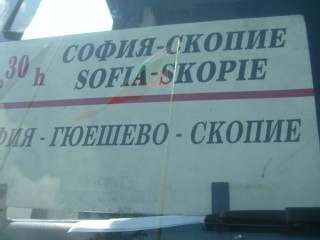 СОФИЯ-СКОПИЕ
30 h SOFIA-SKOPIE
ФИЯ - ГЮЕШЕВО - СКОПИЕ